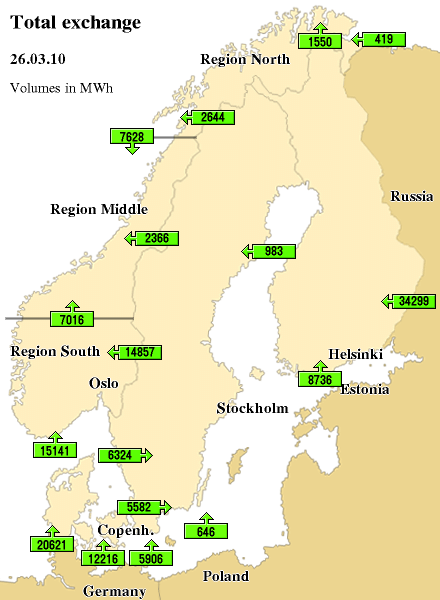 Total exchange
1550
419
26.03.10
Region North
Volumes in MWh
2644
7628
Russia
Region Middle
2366
983
34299
7016
Region South
14857
Helsinki
Oslo
8736
Estonia
Stockholm
15141
6324
5582
Copenh.
646
20621
12216
5906
Poland
Germany